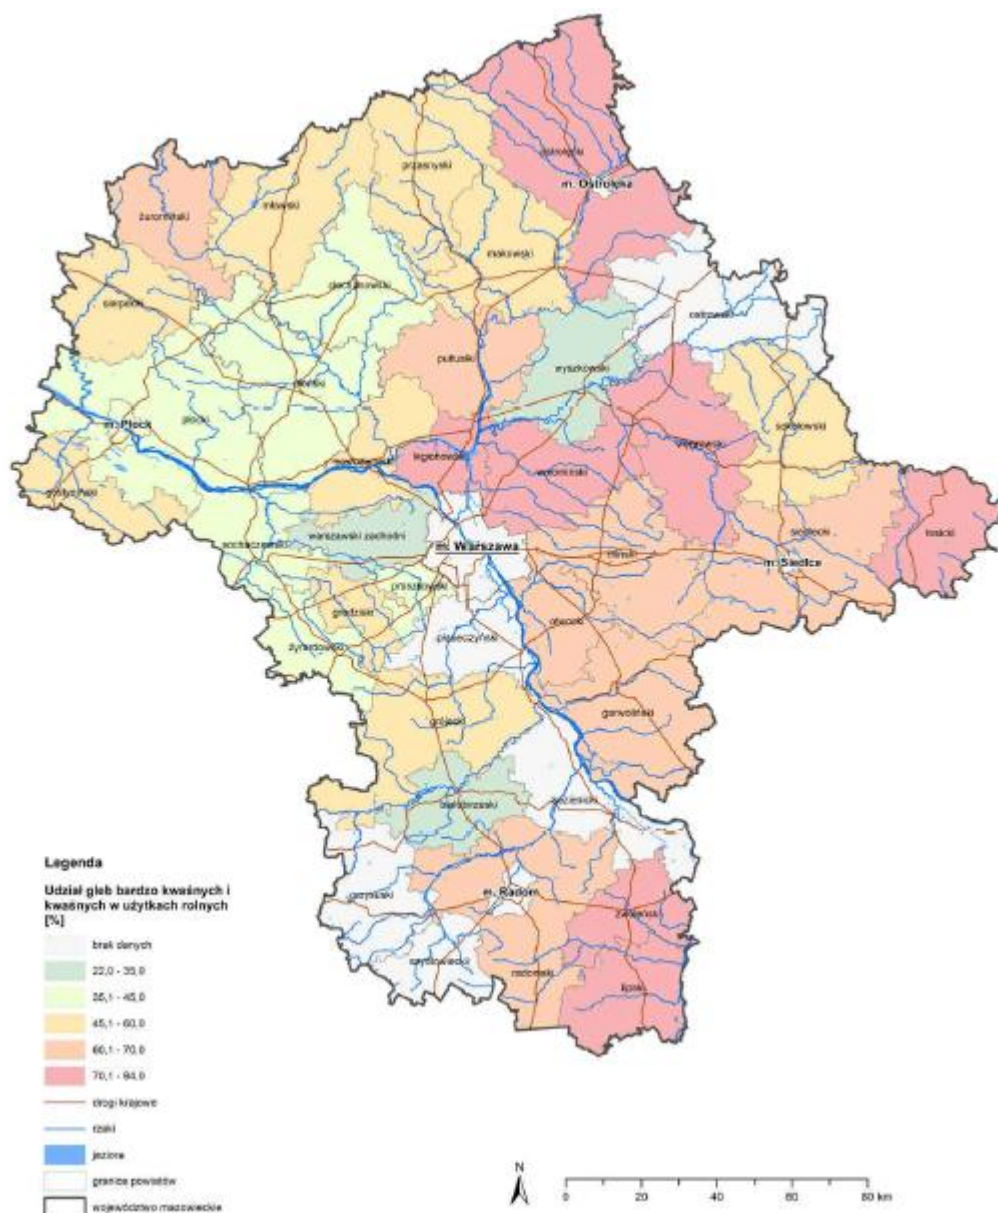 ostrołęcki
m. Ostrołęka
przasnyski
żuromiński
mławski
makowski
ciechanowski
sierpecki
ostrowski
pułtuski
wyszkowski
płoński
płocki
m. Płock
sokołowski
węgrowski
legionowski
wołomiński
gostyniński
siedlecki
łosicki
sochaczewski
warszawski zachodni
m. Warszawa
miński
m. Siedlce
pruszkowski
grodziski
otwocki
piaseczyński
żyrardowski
garwoliński
grójecki
białobrzeski
kozienicki
Legenda
Udział gleb bardzo kwaśnych i
kwaśnych w użytkach rolnych
[%]
przysuski
m. Radom
zwoleński
brak danych
szydłowiecki
radomski
22,0 - 35,0
lipski
35,1 - 45,0
45,1 - 60,0
60,1 - 70,0
70,1 - 84,0
drogi krajowe
rzeki
jeziora
granice powiatów
województwo mazowieckie
N
0 20 40 60 80 km